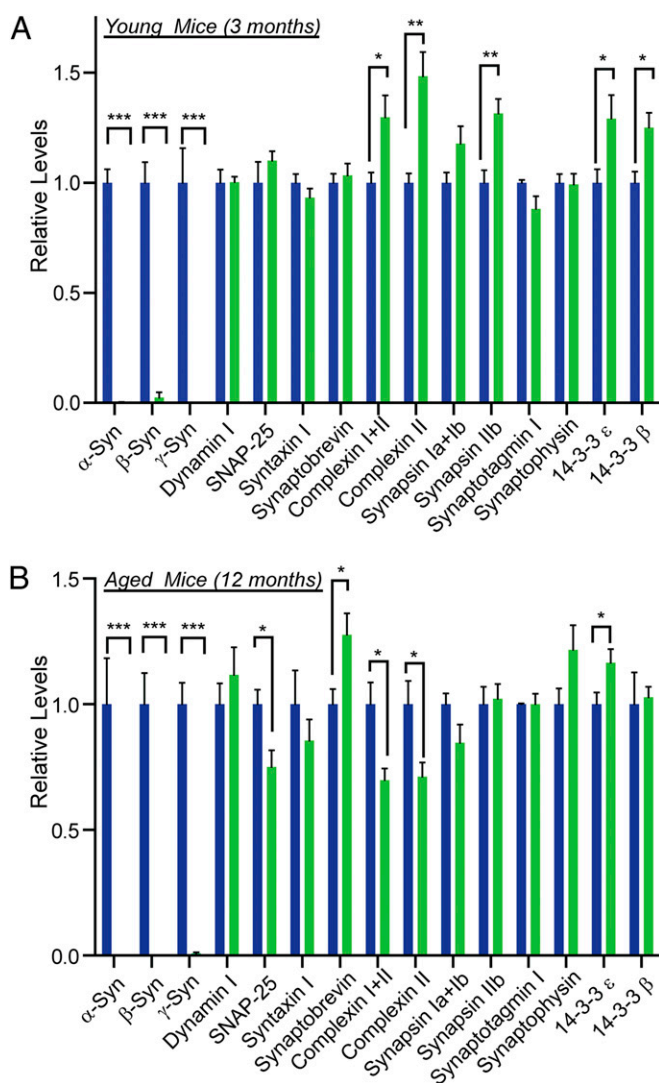 A
Young Mice (3 months)
Relative Levels
1.5
1.0
0.5
0.0
*** *** *** * ** ** * *
α-Syn
β-Syn
γ-Syn
Dynamin I
SNAP-25
Syntaxin I
Synaptobrevin
Complexin I+II
Complexin II
Synapsin Ia+Ib
Synapsin IIb
Synaptotagmin I
Synaptophysin
14-3-3 ε
14-3-3 β
B
Aged Mice (12 months)
Relative Levels
1.5
1.0
0.5
0.0
*** *** *** * * * * *
α-Syn
β-Syn
γ-Syn
Dynamin I
SNAP-25
Syntaxin I
Synaptobrevin
Complexin I+II
Complexin II
Synapsin Ia+Ib
Synapsin IIb
Synaptotagmin I
Synaptophysin
14-3-3 ε
14-3-3 β